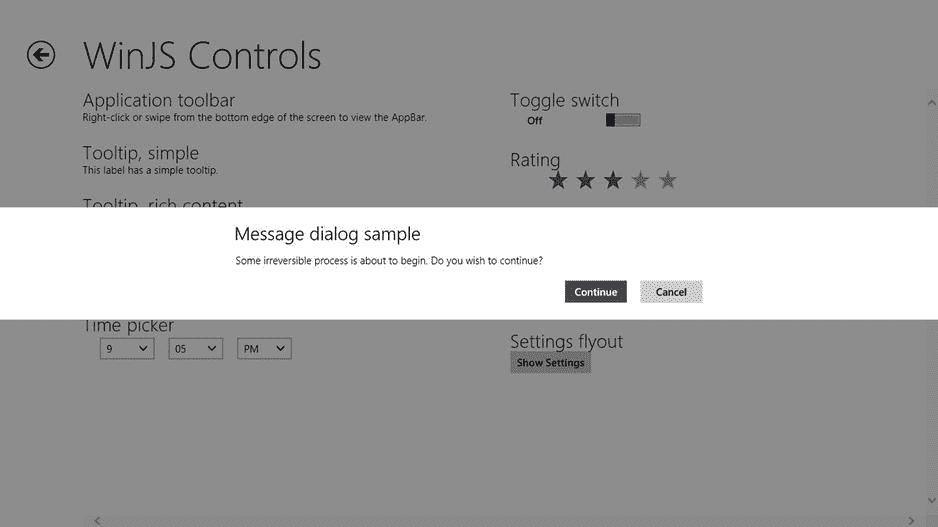 WinJS Controls
Application toolbar
Right-click or swipe from the bottom edge of the screen to view the AppBar.
Tooltip, simple
This label has a simple tooltip.
Tooltip, rich content
Toggle switch
Off
Rating
Message dialog sample
Some irreversible process is about to begin. Do you wish to continue?
Continue Cancel
Time picker
9 05 PM
Settings flyout
Show Settings